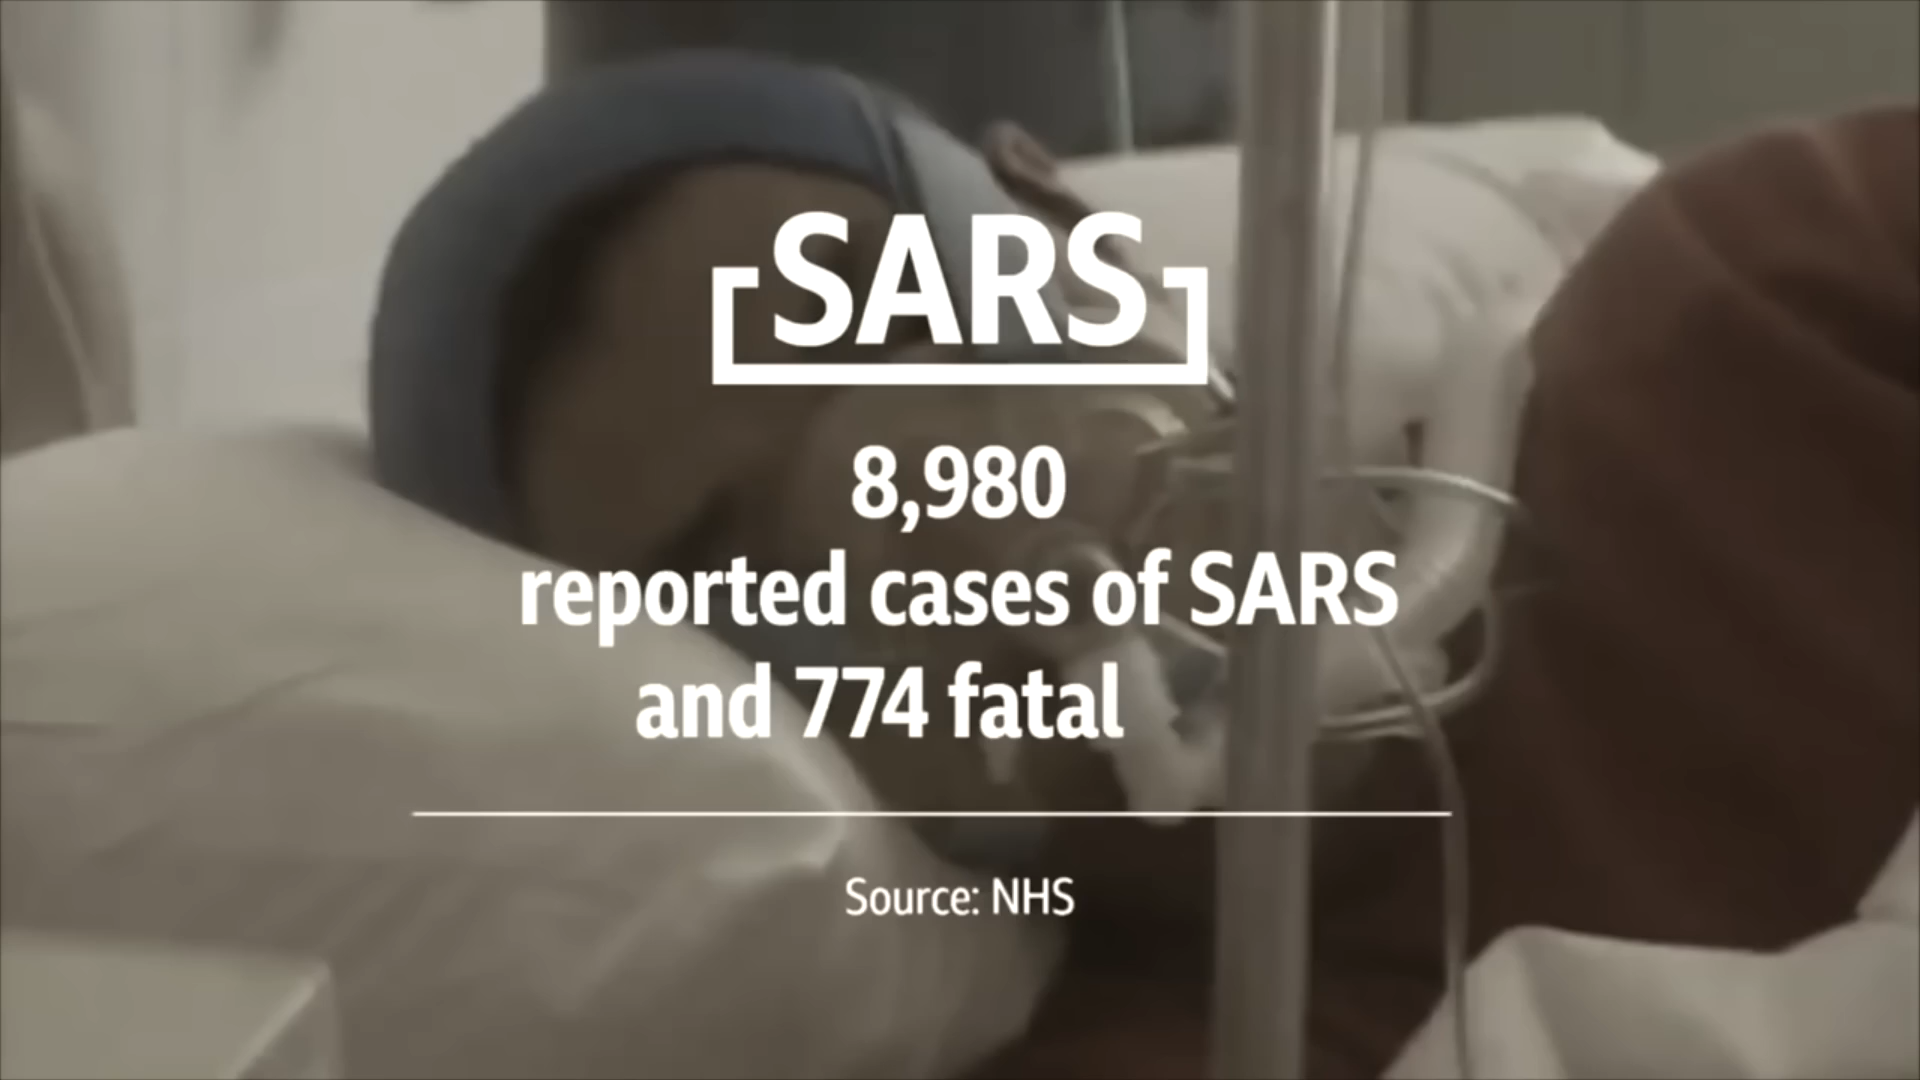 SARS
8,980
reported cases of SARS
and 774 fatal
Source: NHS